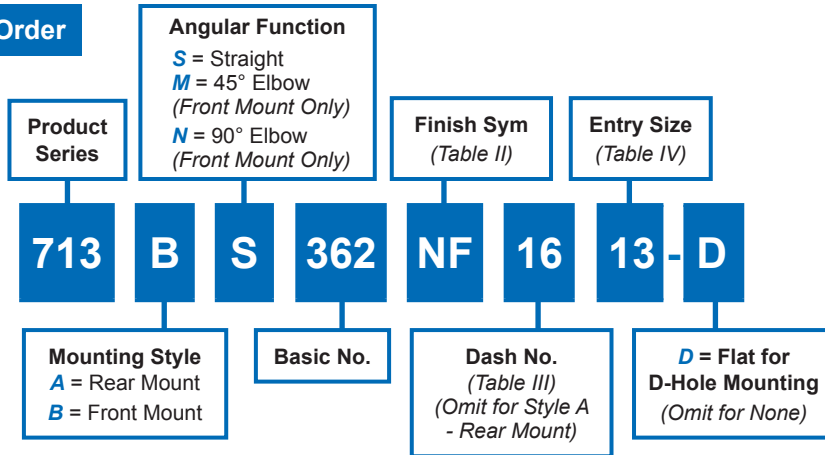 Order
Angular Function
S = Straight
M = 45° Elbow
(Front Mount Only)
N = 90° Elbow
(Front Mount Only)
Product
Series
Finish Sym
(Table II)
Entry Size
(Table IV)
713 B S 362 NF 16 13 - D
Mounting Style
A = Rear Mount
B = Front Mount
Basic No.
Dash No.
(Table III)
(Omit for Style A
- Rear Mount)
D = Flat for
D-Hole Mounting
(Omit for None)